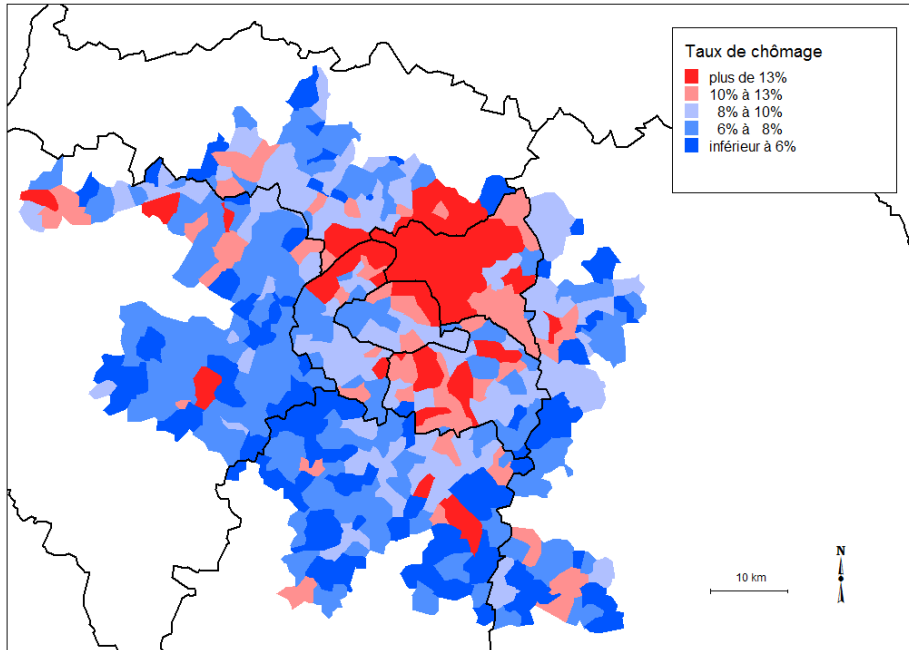 Taux de chômage
plus de 13%
10% à 13%
8% à 10%
6% à 8%
inférieur à 6%
N
10 km